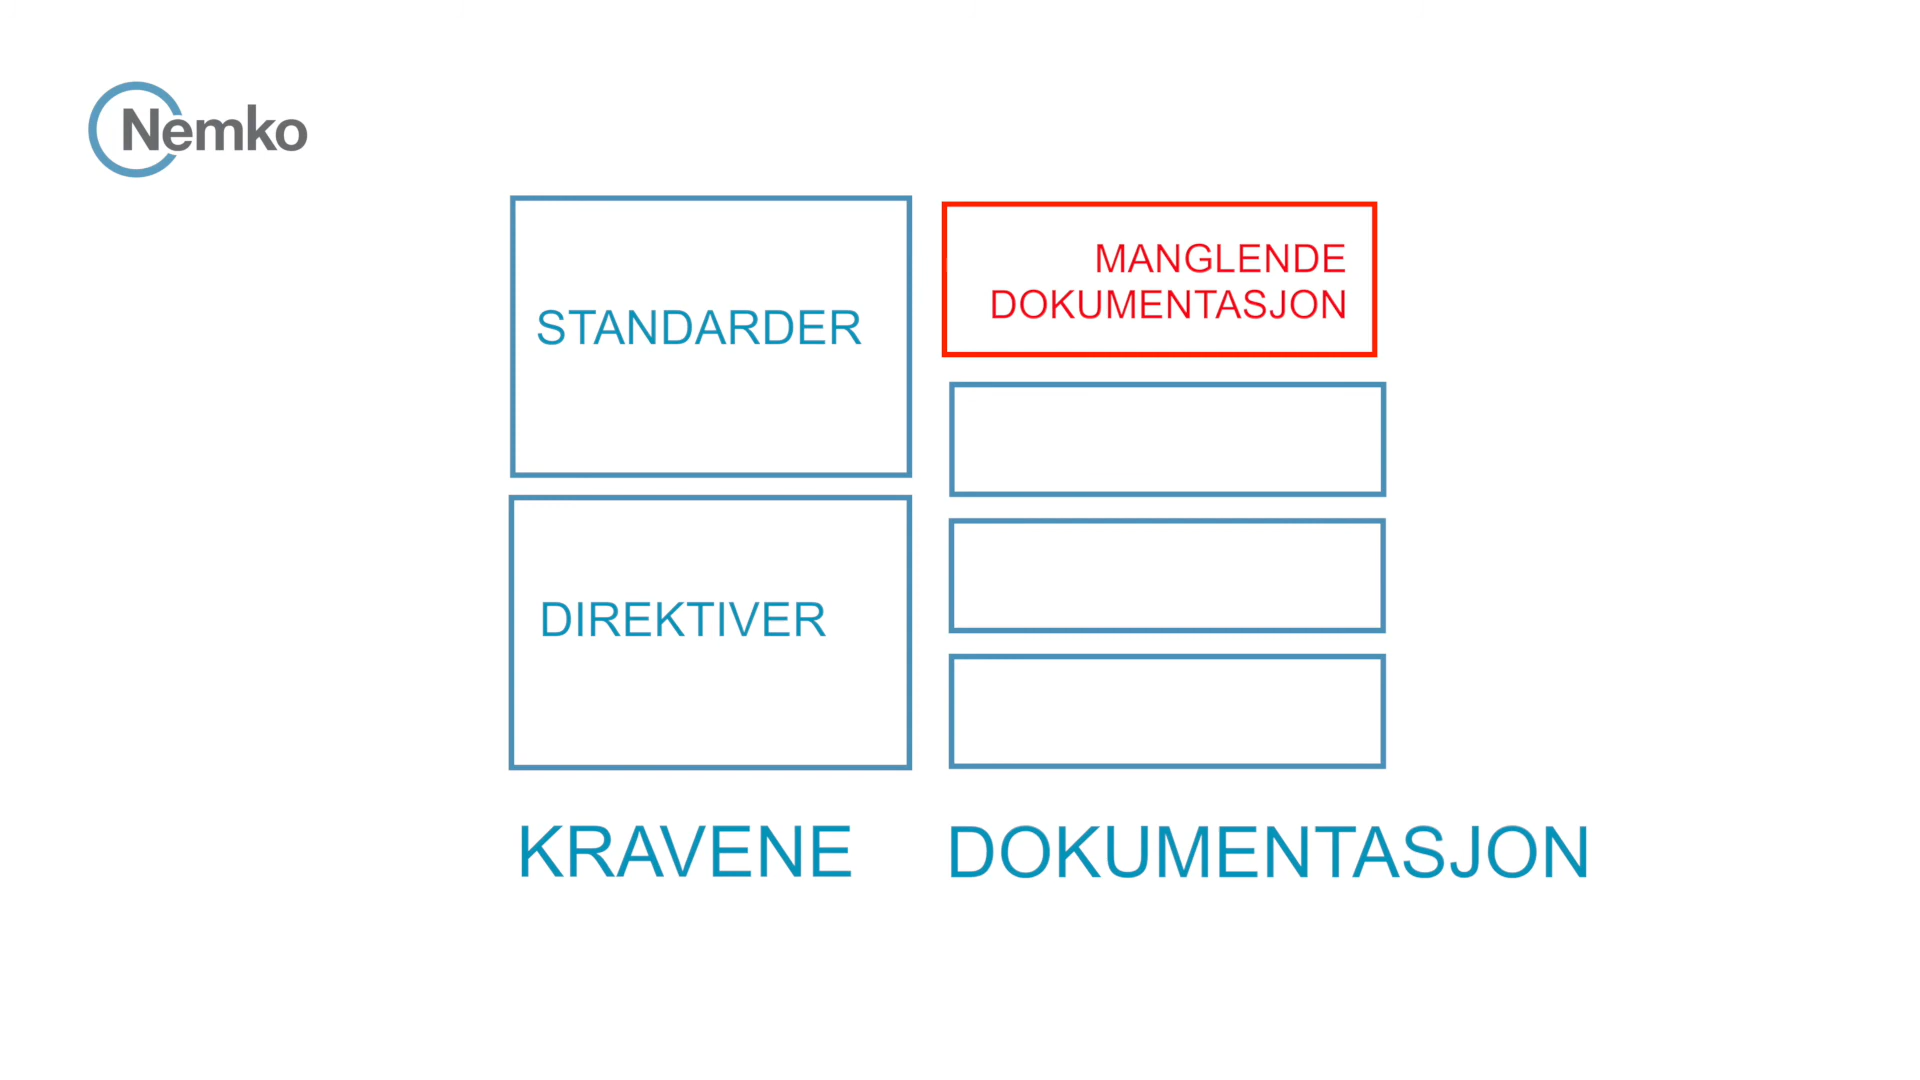 Nemko
STANDARDER
MANGLENDE
DOKUMENTASJON
DIREKTIVER
KRAVENE
DOKUMENTASJON